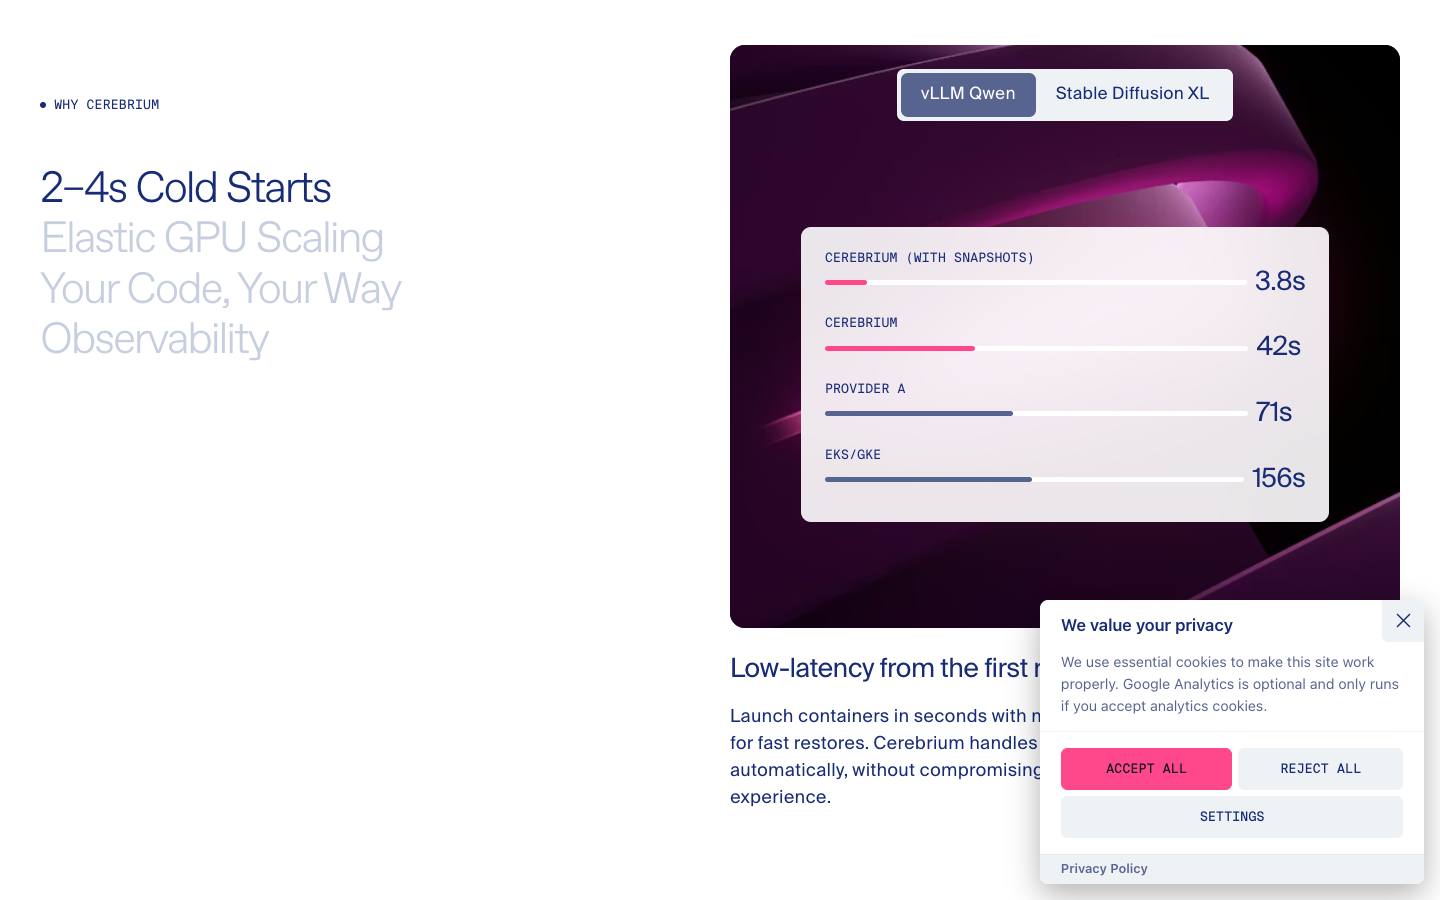 WHY CEREBRIUM
2–4s Cold Starts
Elastic GPU Scaling
Your Code, Your Way
Observability
vLLM Qwen
Stable Diffusion XL
CEREBRIUM (WITH SNAPSHOTS)
3.8s
CEREBRIUM
42s
PROVIDER A
71s
EKS/GKE
156s
Low-latency from the first
Launch containers in seconds with
for fast restores. Cerebrium handles
automatically, without compromising
experience.
We value your privacy
We use essential cookies to make this site work
properly. Google Analytics is optional and only runs
if you accept analytics cookies.
ACCEPT ALL
REJECT ALL
SETTINGS
Privacy Policy